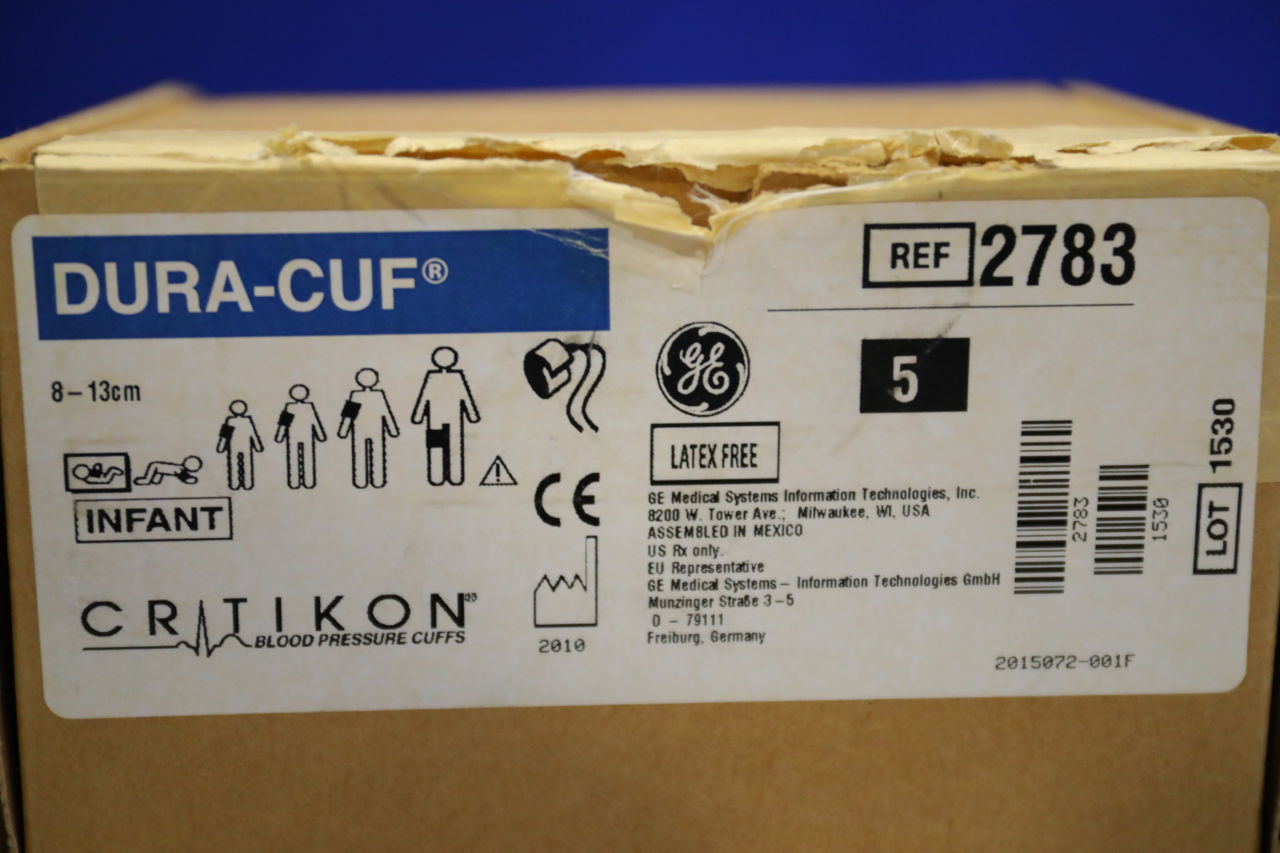 DURA-CUF®
REF 2783
8-13cm
5
GE
LATEX FREE
INFANT
CE
GE Medical Systems Information Technologies, Inc.
8200 W. Tower Ave.; Milwaukee, WI, USA
ASSEMBLED IN MEXICO
US Rx only.
EU Representative
GE Medical Systems – Information Technologies GmbH
Munzinger Straße 3-5
D - 79111
Freiburg, Germany
CRITIKON®
BLOOD PRESSURE CUFFS
2010
2783
1530
LOT 1530
2015072-001F